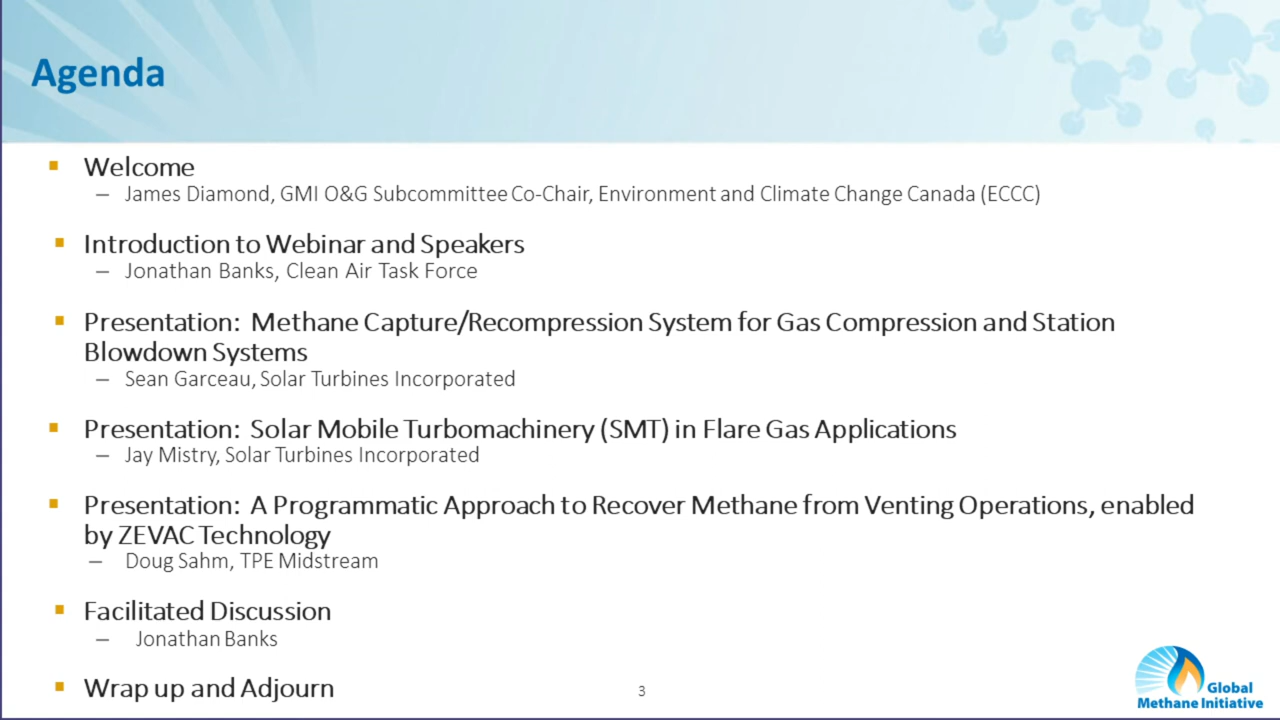 Agenda
▪ Welcome
– James Diamond, GMI O&G Subcommittee Co-Chair, Environment and Climate Change Canada (ECCC)
▪ Introduction to Webinar and Speakers
– Jonathan Banks, Clean Air Task Force
▪ Presentation: Methane Capture/Recompression System for Gas Compression and Station
Blowdown Systems
– Sean Garceau, Solar Turbines Incorporated
▪ Presentation: Solar Mobile Turbomachinery (SMT) in Flare Gas Applications
– Jay Mistry, Solar Turbines Incorporated
▪ Presentation: A Programmatic Approach to Recover Methane from Venting Operations, enabled
by ZEVAC Technology
– Doug Sahm, TPE Midstream
▪ Facilitated Discussion
– Jonathan Banks
▪ Wrap up and Adjourn
3
Global
Methane Initiative